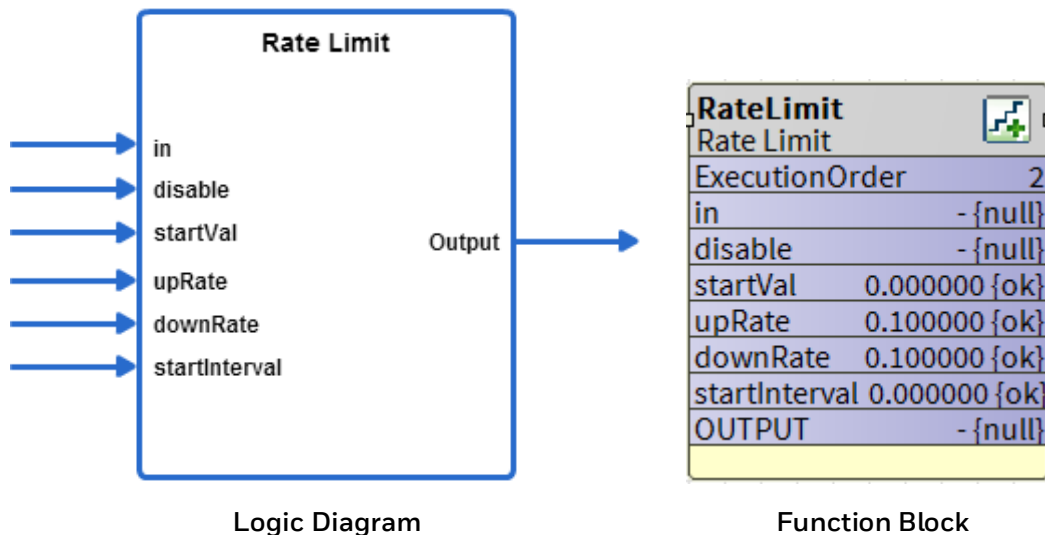 Rate Limit
in
disable
startVal
Output
upRate
downRate
startInterval
RateLimit
Rate Limit
ExecutionOrder 2
in - {null}
disable - {null}
startVal 0.000000 {ok}
upRate 0.100000 {ok}
downRate 0.100000 {ok}
startInterval 0.000000 {ok}
OUTPUT - {null}
Logic Diagram
Function Block